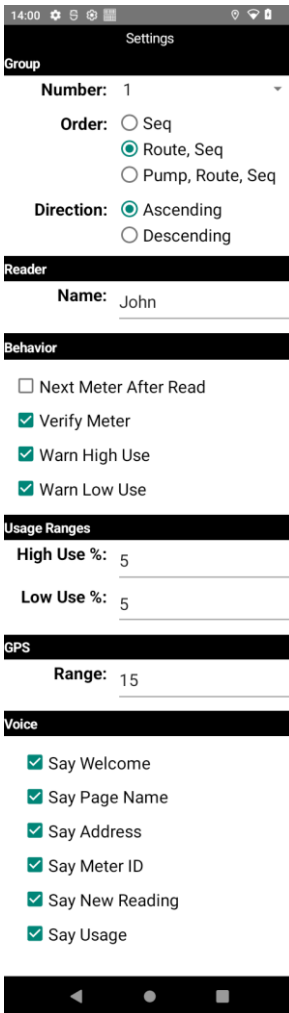 14:00
Settings
Group
Number: 1
Order: Seq
Route, Seq
Pump, Route, Seq
Direction: Ascending
Descending
Reader
Name: John
Behavior
Next Meter After Read
Verify Meter
Warn High Use
Warn Low Use
Usage Ranges
High Use %: 5
Low Use %: 5
GPS
Range: 15
Voice
Say Welcome
Say Page Name
Say Address
Say Meter ID
Say New Reading
Say Usage